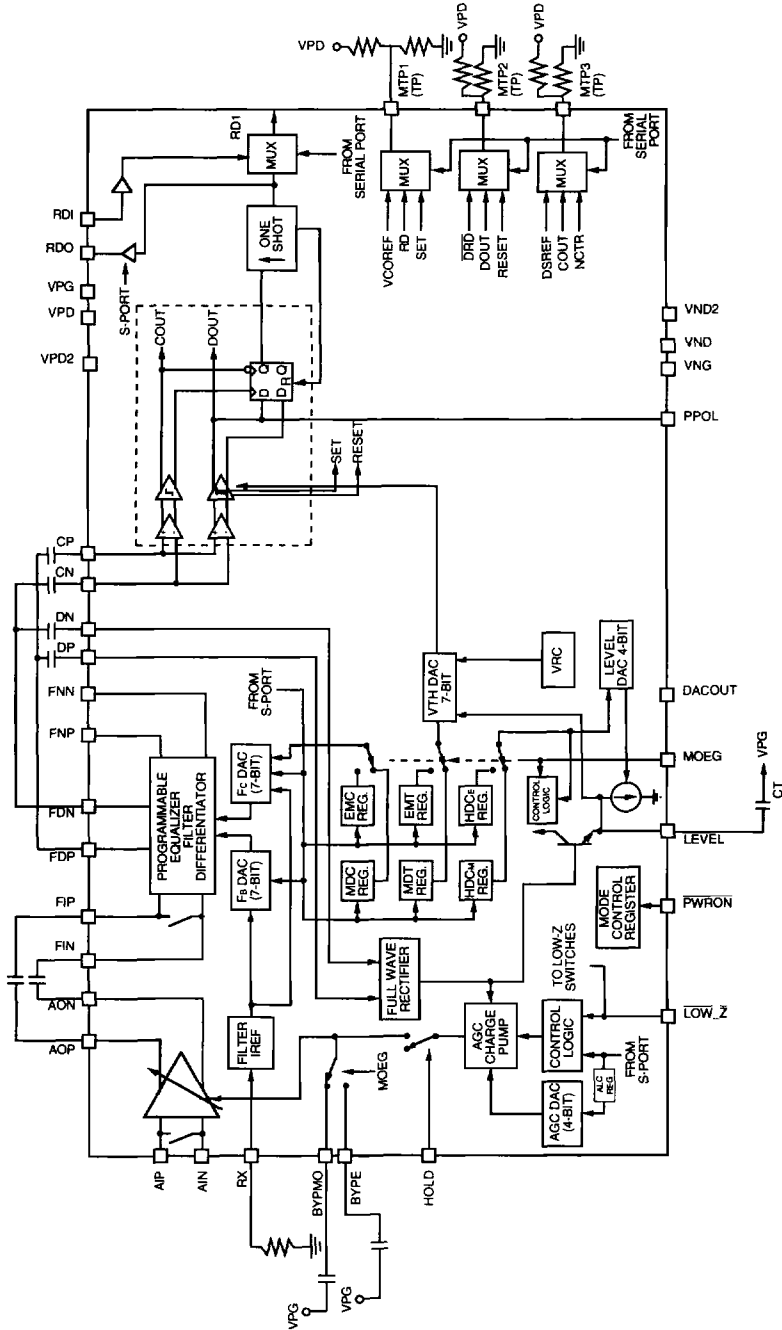 AOP
AON
FIN
FIP
FDP
FDN
FNP
FNN
DP
DN
CN
CP
VPD2
VPD
VPG
RDO
RDI
AIP
AIN
RX
BYPMO
BYPE
HOLD
VPG
VPG
PROGRAMMABLE
EQUALIZER
FILTER
DIFFERENTIATOR
FILTER
IREF
FB DAC
(7-BIT)
FC DAC
(7-BIT)
FROM
S-PORT
MOEG
FULL WAVE
RECTIFIER
MDC
REG.
EMC
REG.
MDT
REG.
EMT
REG.
HDCM
REG.
HDCE
REG.
VTH DAC
7-BIT
VRC
LEVEL
DAC 4-BIT
CONTROL
LOGIC
AGC
CHARGE
PUMP
AGC DAC
(4-BIT)
CONTROL
LOGIC
ALC
REG
FROM
S-PORT
TO LOW-Z
SWITCHES
MODE
CONTROL
REGISTER
S-PORT
COUT
DOUT
D Q
D R Q
SET
RESET
ONE
SHOT
MUX
RD1
FROM
SERIAL PORT
VCOREF
RD
SET
MUX
DRD
DOUT
RESET
MUX
DSREF
COUT
NCTR
MUX
FROM
SERIAL PORT
VPD
MTP1
(TP)
VPD
MTP2
(TP)
VPD
MTP3
(TP)
LOW_Z
PWRON
LEVEL
CT
VPG
MOEG
DACOUT
PPOL
VNG
VND
VND2